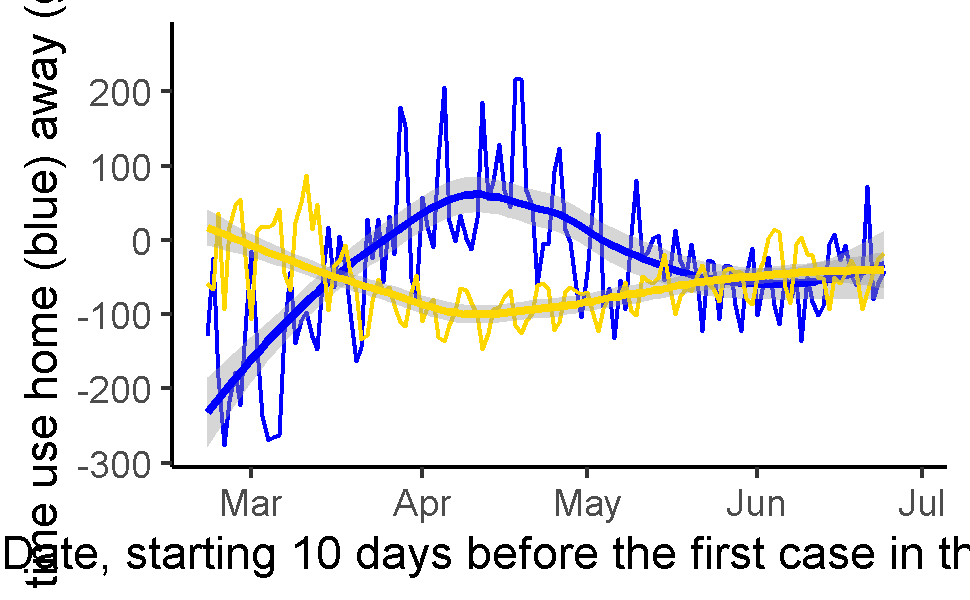 time use home (blue) away (
200
100
0
-100
-200
-300
Mar Apr May Jun Jul
Date, starting 10 days before the first case in th